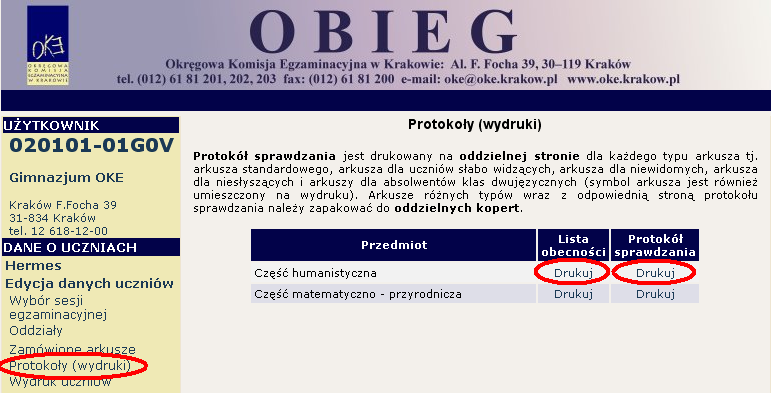 OBIEG
OKE
OKRĘGOWA
KOMISJA
EGZAMINACYJNA
W KRAKOWIE
Okręgowa Komisja Egzaminacyjna w Krakowie: Al. F. Focha 39, 30–119 Kraków
tel. (012) 61 81 201, 202, 203 fax: (012) 61 81 200 e-mail: oke@oke.krakow.pl www.oke.krakow.pl
UŻYTKOWNIK
020101-01G0V
Gimnazjum OKE
Kraków F.Focha 39
31-834 Kraków
tel. 12 618-12-00
DANE O UCZNIACH
Hermes
Edycja danych uczniów
Wybór sesji
egzaminacyjnej
Oddziały
Zamówione arkusze
Protokoły (wydruki)
Wydruk uczniów
Protokoły (wydruki)
Protokół sprawdzania jest drukowany na oddzielnej stronie dla każdego typu arkusza tj.
arkusza standardowego, arkusza dla uczniów słabo widzących, arkusza dla niewidomych, arkusza
dla niesłyszących i arkuszy dla absolwentów klas dwujęzycznych (symbol arkusza jest również
umieszczony na wydruku). Arkusze różnych typów wraz z odpowiednią stroną protokołu
sprawdzania należy zapakować do oddzielnych kopert.
Przedmiot Lista obecności Protokół sprawdzania
Część humanistyczna Drukuj Drukuj
Część matematyczno - przyrodnicza Drukuj Drukuj